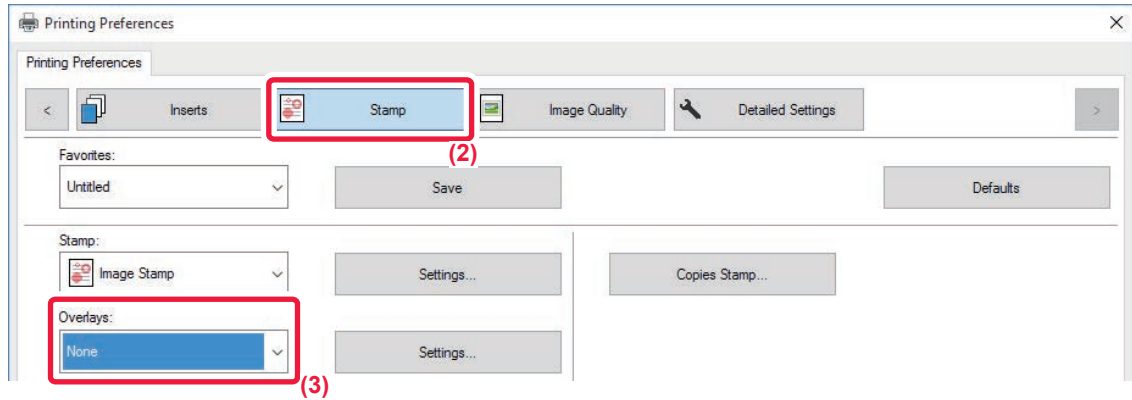 Printing Preferences
Printing Preferences
< Inserts Stamp Image Quality Detailed Settings >
(2)
Favorites:
Untitled Save Defaults
Stamp:
Image Stamp Settings... Copies Stamp...
Overlays:
None Settings...
(3)